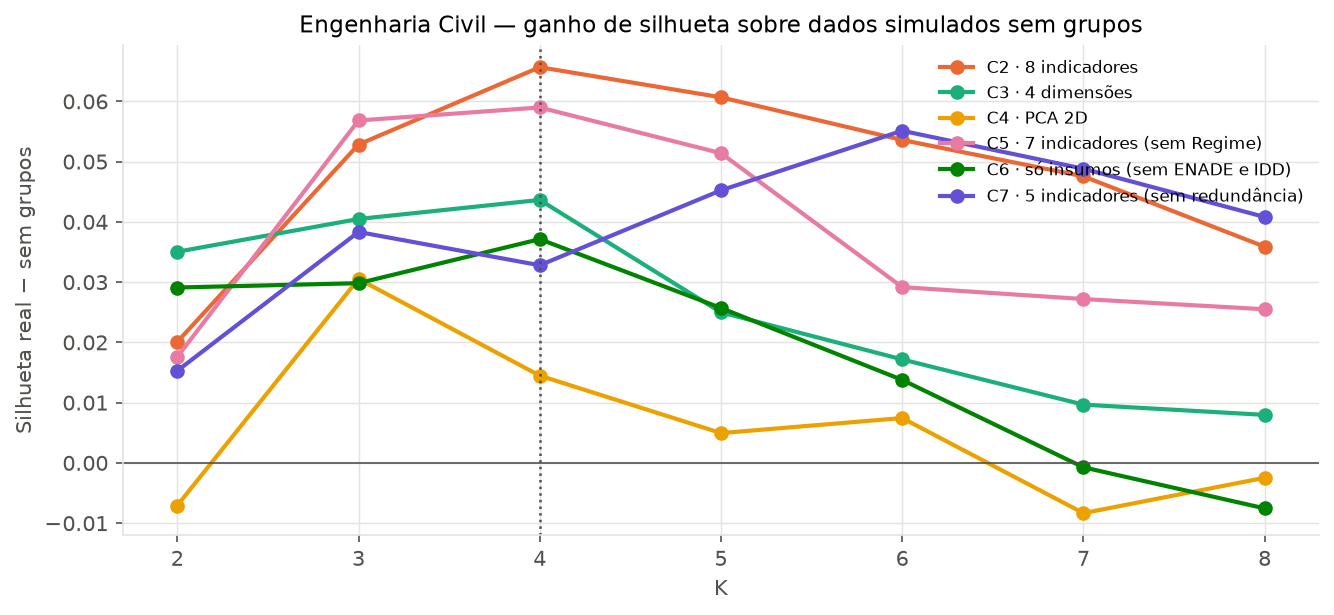 Engenharia Civil — ganho de silhueta sobre dados simulados sem grupos
C2 · 8 indicadores
C3 · 4 dimensões
C4 · PCA 2D
C5 · 7 indicadores (sem Regime)
C6 · só insumos (sem ENADE e IDD)
C7 · 5 indicadores (sem redundância)
Silhueta real − sem grupos
0.06
0.05
0.04
0.03
0.02
0.01
0.00
−0.01
2 3 4 5 6 7 8
K